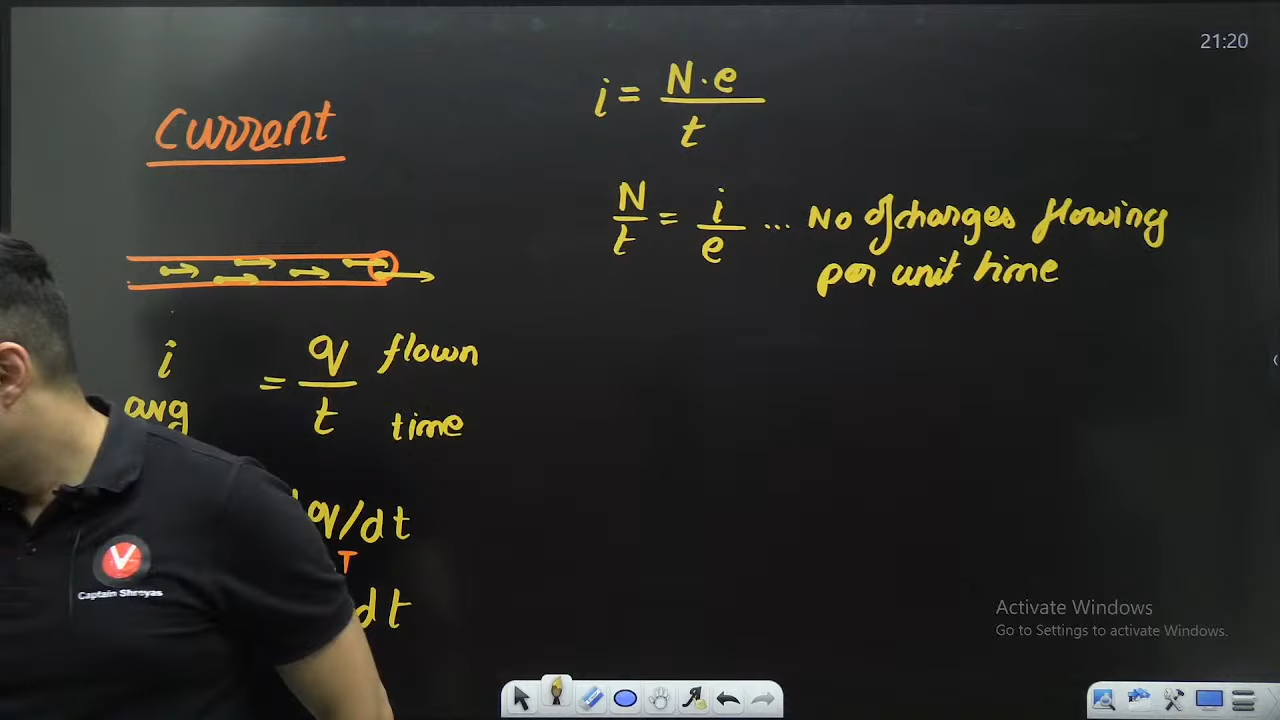 21:20
Current
i = N·e / t
N/t = i/e ... No of charges flowing
per unit time
i avg = q/t flown
time
q/dt
dt
V
Captain Shreyas
Activate Windows
Go to Settings to activate Windows.